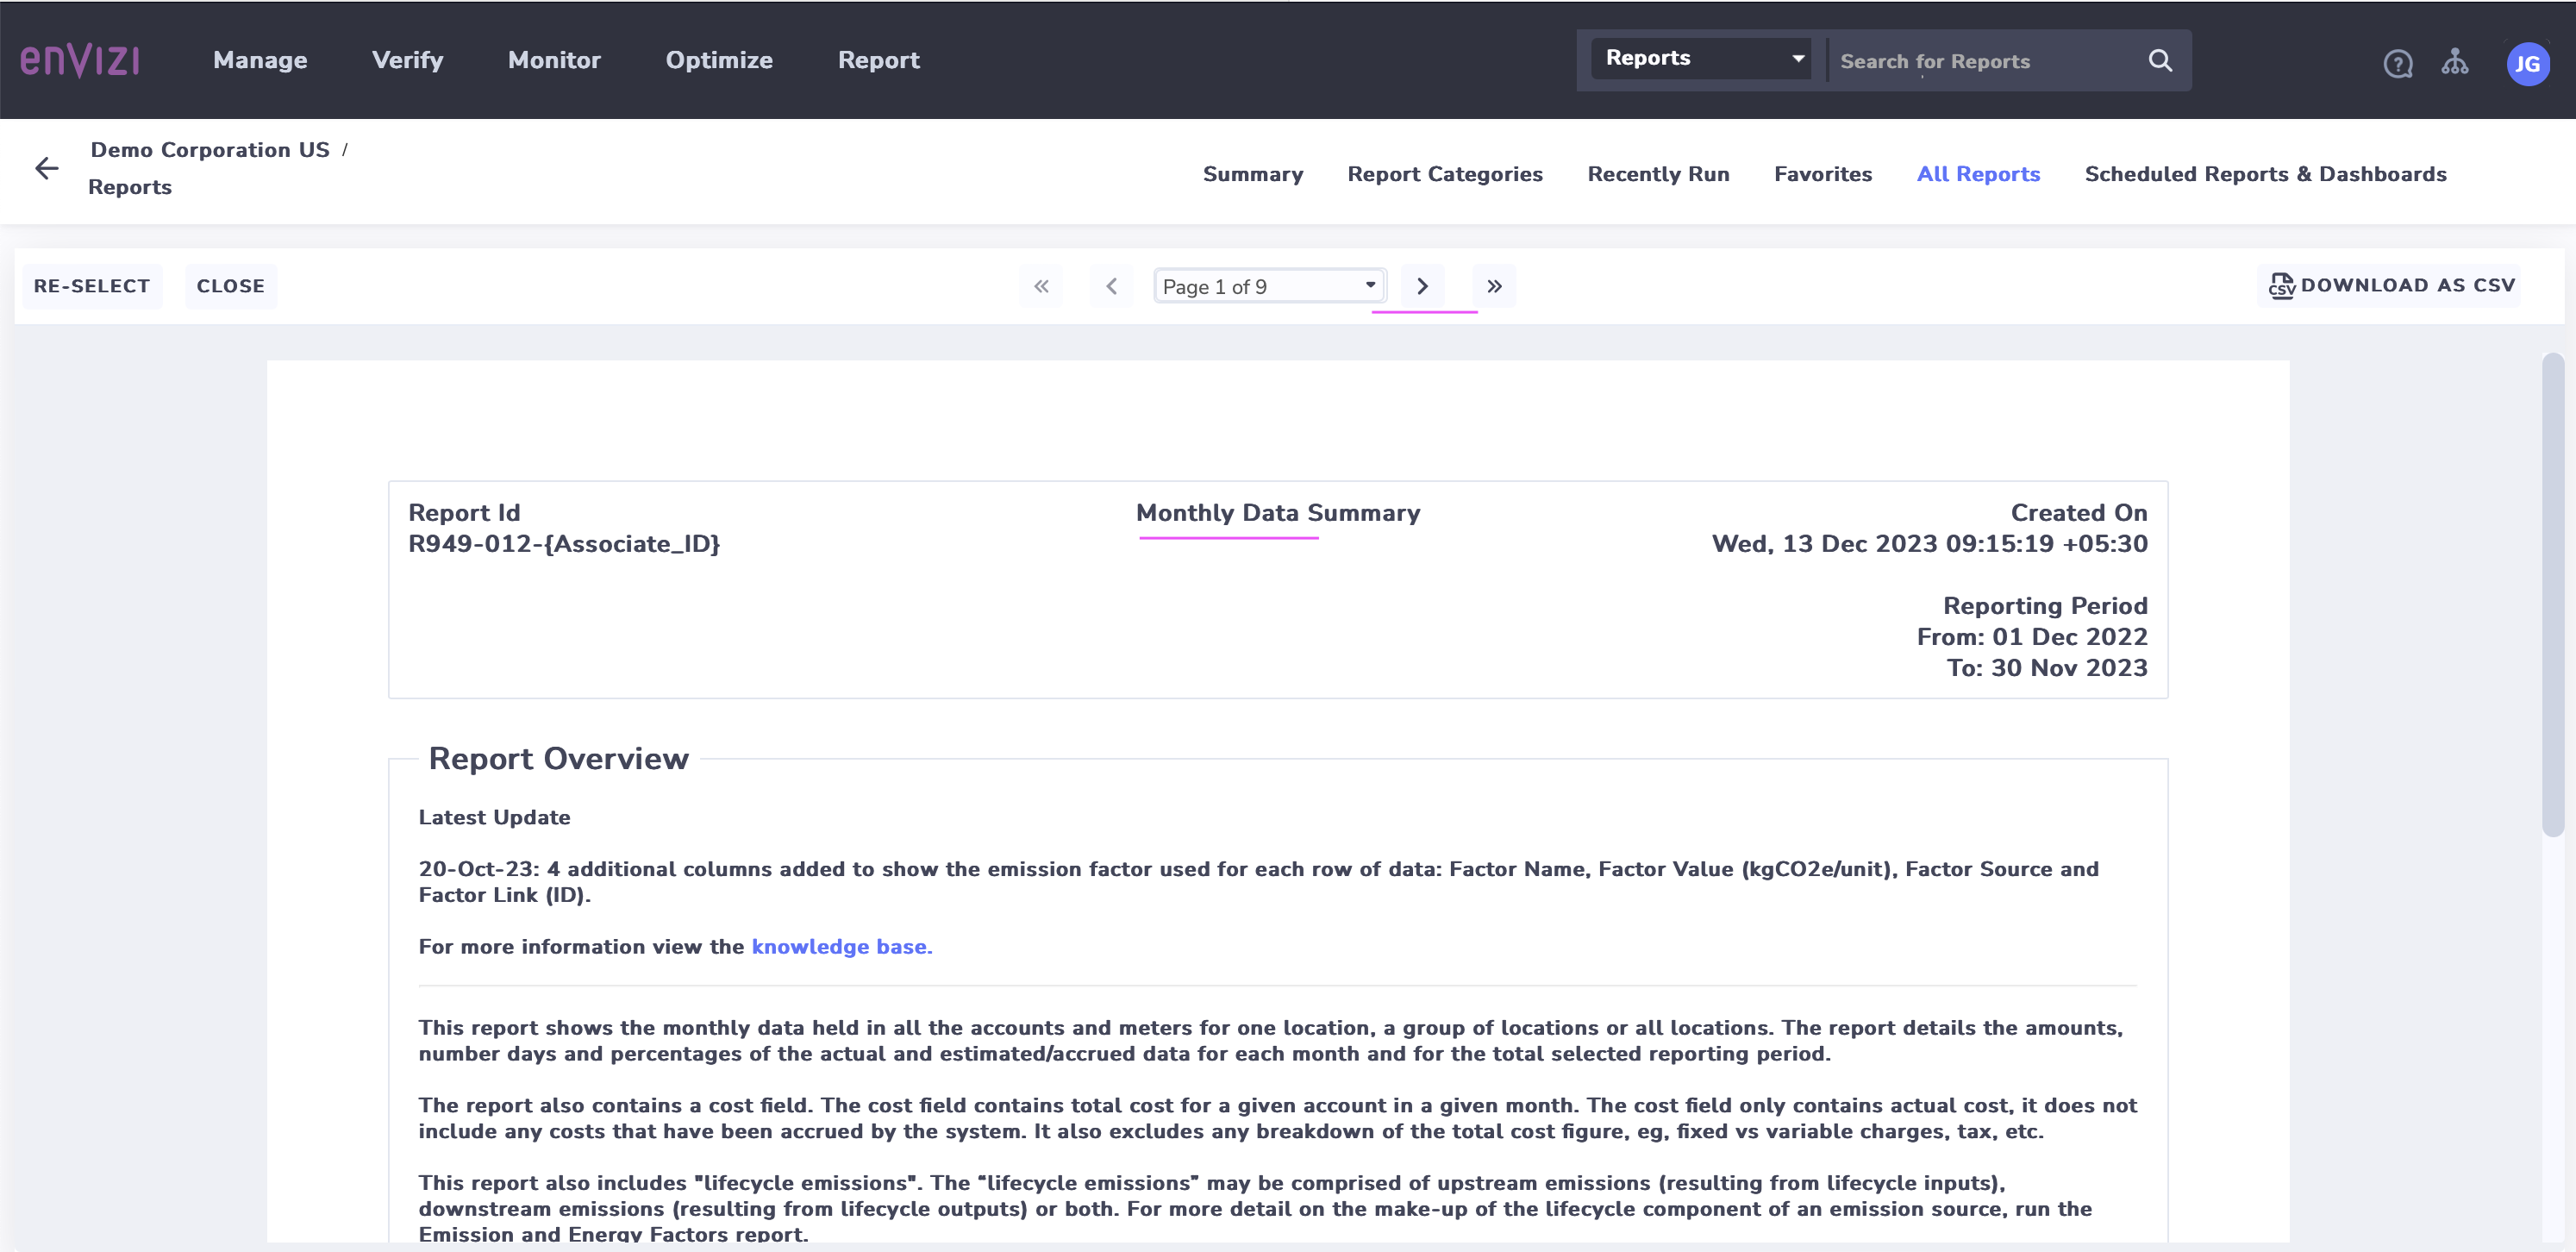 enVIZI
Manage
Verify
Monitor
Optimize
Report
Reports
Search for Reports
JG
Demo Corporation US /
Reports
Summary
Report Categories
Recently Run
Favorites
All Reports
Scheduled Reports & Dashboards
RE-SELECT
CLOSE
Page 1 of 9
CSV
DOWNLOAD AS CSV
Report Id
R949-012-{Associate_ID}
Monthly Data Summary
Created On
Wed, 13 Dec 2023 09:15:19 +05:30
Reporting Period
From: 01 Dec 2022
To: 30 Nov 2023
Report Overview
Latest Update
20-Oct-23: 4 additional columns added to show the emission factor used for each row of data: Factor Name, Factor Value (kgCO2e/unit), Factor Source and
Factor Link (ID).
For more information view the knowledge base.
This report shows the monthly data held in all the accounts and meters for one location, a group of locations or all locations. The report details the amounts,
number days and percentages of the actual and estimated/accrued data for each month and for the total selected reporting period.
The report also contains a cost field. The cost field contains total cost for a given account in a given month. The cost field only contains actual cost, it does not
include any costs that have been accrued by the system. It also excludes any breakdown of the total cost figure, eg, fixed vs variable charges, tax, etc.
This report also includes "lifecycle emissions". The “lifecycle emissions” may be comprised of upstream emissions (resulting from lifecycle inputs),
downstream emissions (resulting from lifecycle outputs) or both. For more detail on the make-up of the lifecycle component of an emission source, run the
Emission and Energy Factors report.